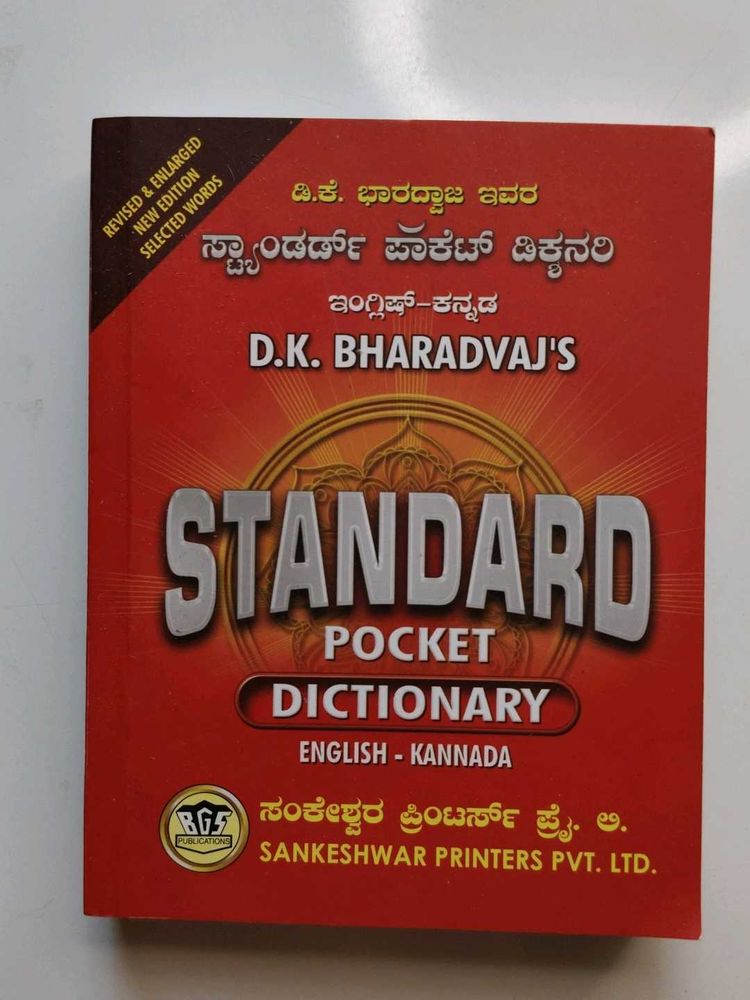 REVISED & ENLARGED
NEW EDITION
SELECTED WORDS
ಡಿ.ಕೆ. ಭಾರದ್ವಾಜ ಇವರ
ಸ್ಟ್ಯಾಂಡರ್ಡ್ ಪಾಕೆಟ್ ಡಿಕ್ಶನರಿ
ಇಂಗ್ಲಿಷ್-ಕನ್ನಡ
D.K. BHARADVAJ'S
STANDARD
POCKET
DICTIONARY
ENGLISH - KANNADA
BGS
PUBLICATIONS
ಸಂಕೇಶ್ವರ ಪ್ರಿಂಟರ್ಸ್ ಪ್ರೈ. ಲಿ.
SANKESHWAR PRINTERS PVT. LTD.